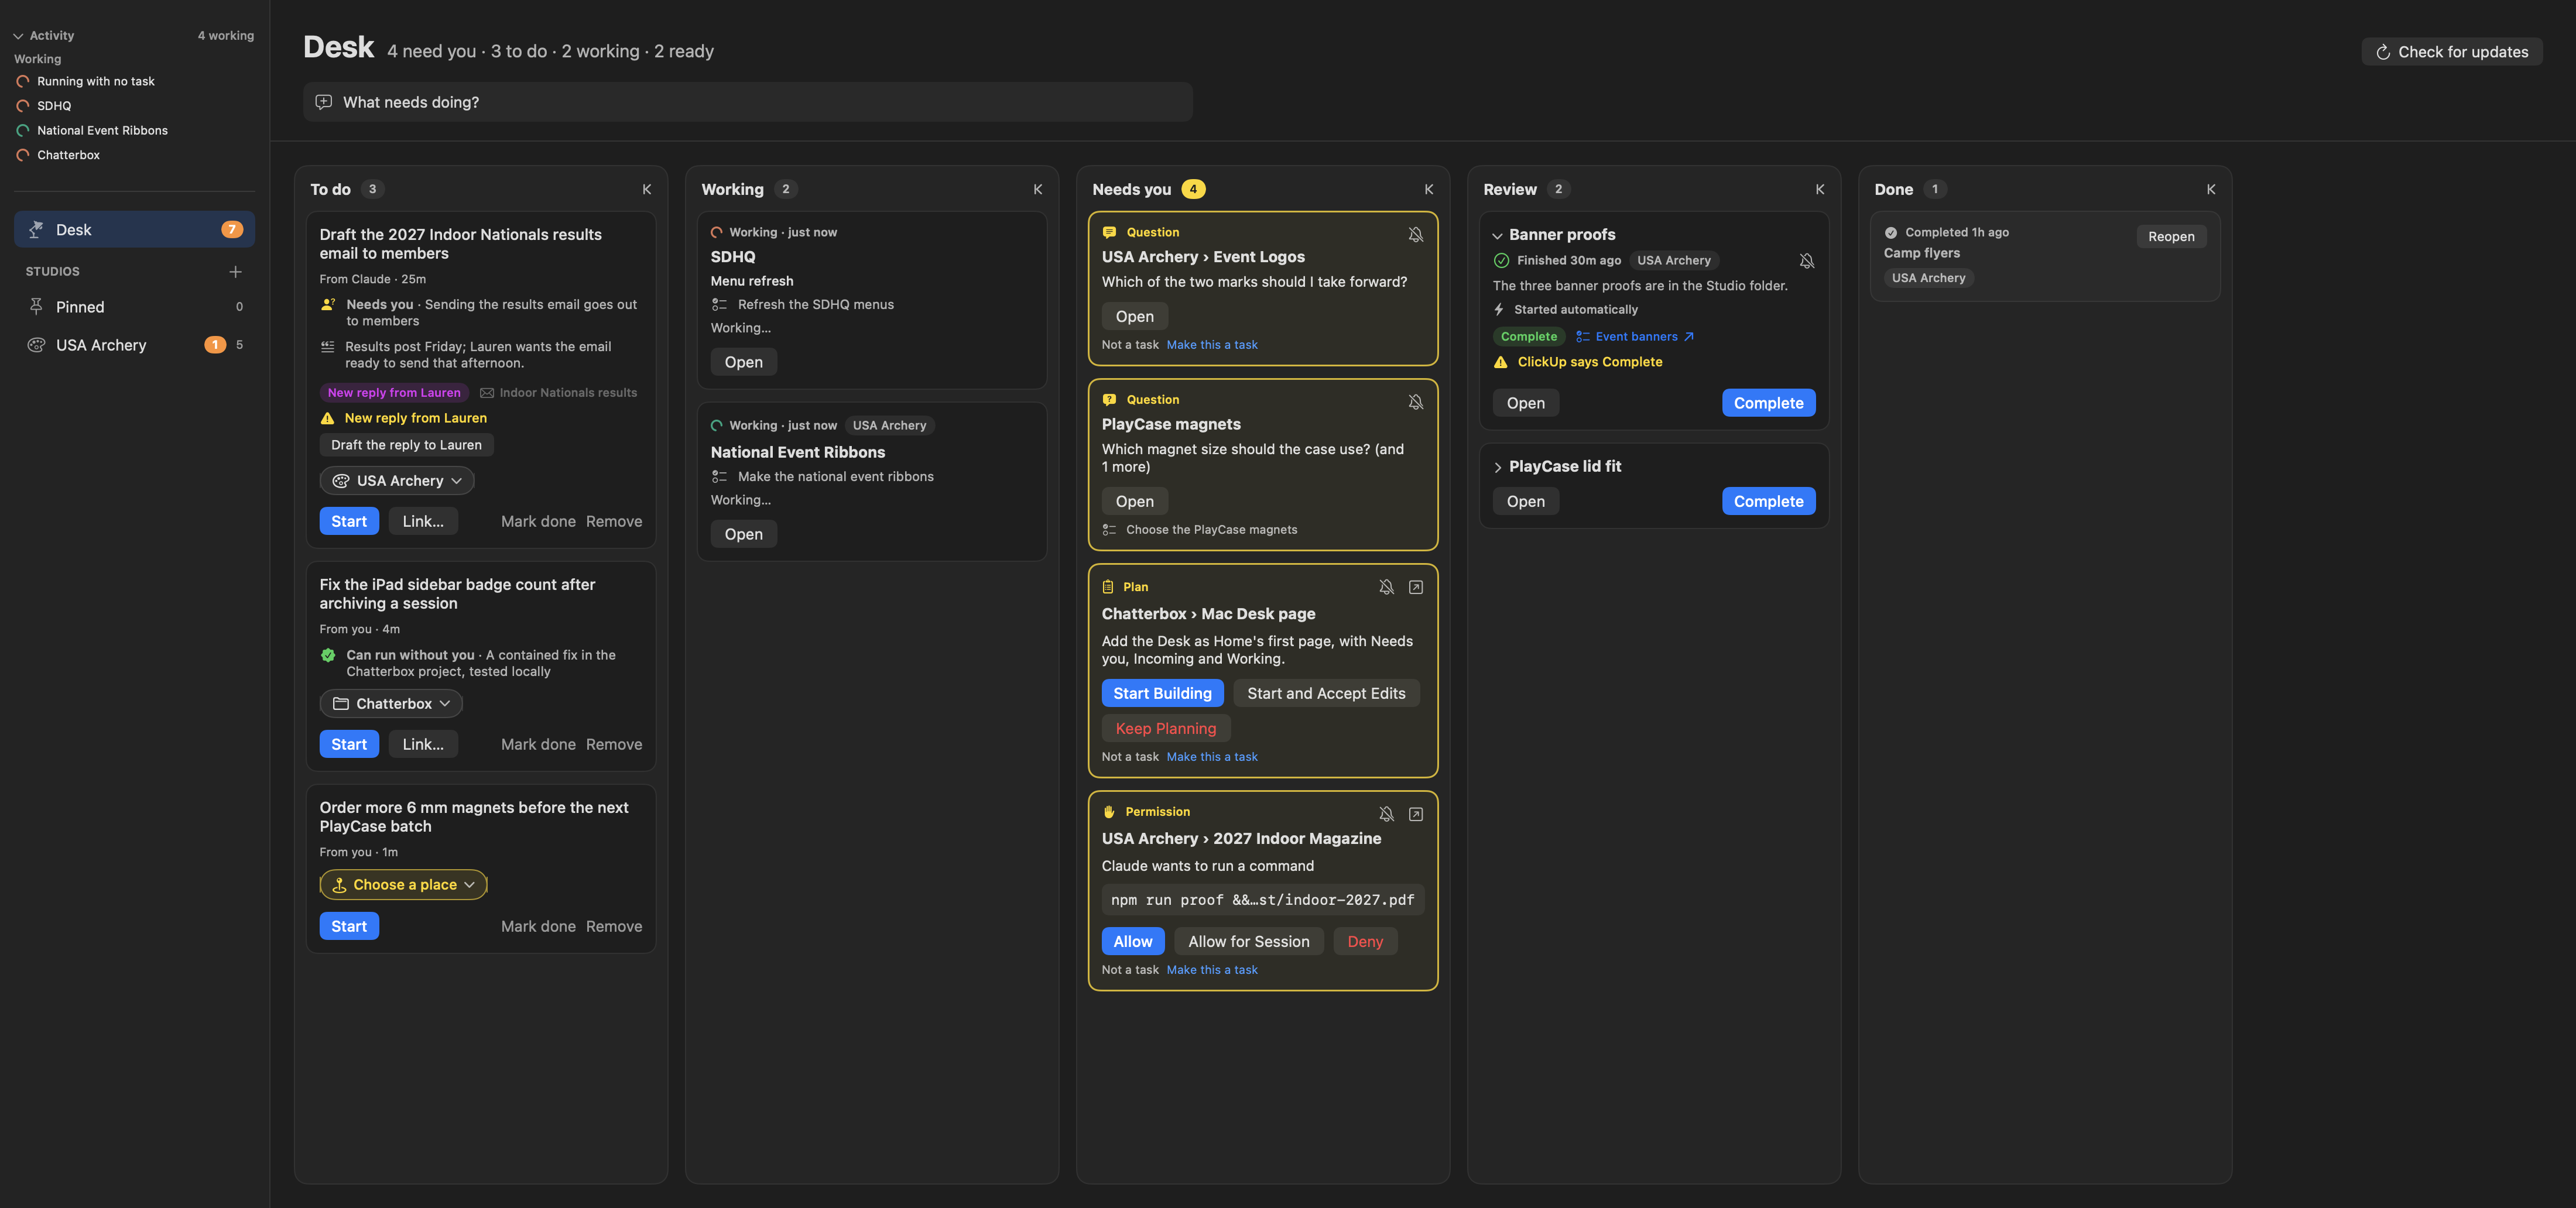 Activity 4 working
Working
Running with no task
SDHQ
National Event Ribbons
Chatterbox
Desk 7
STUDIOS
Pinned 0
USA Archery 1 5
Desk 4 need you · 3 to do · 2 working · 2 ready
Check for updates
What needs doing?
To do 3
Draft the 2027 Indoor Nationals results
email to members
From Claude · 25m
Needs you · Sending the results email goes out
to members
Results post Friday; Lauren wants the email
ready to send that afternoon.
New reply from Lauren Indoor Nationals results
New reply from Lauren
Draft the reply to Lauren
USA Archery
Start Link... Mark done Remove
Fix the iPad sidebar badge count after
archiving a session
From you · 4m
Can run without you · A contained fix in the
Chatterbox project, tested locally
Chatterbox
Start Link... Mark done Remove
Order more 6 mm magnets before the next
PlayCase batch
From you · 1m
Choose a place
Start Mark done Remove
Working 2
Working · just now
SDHQ
Menu refresh
Refresh the SDHQ menus
Working...
Open
Working · just now USA Archery
National Event Ribbons
Make the national event ribbons
Working...
Open
Needs you 4
Question
USA Archery › Event Logos
Which of the two marks should I take forward?
Open
Not a task Make this a task
Question
PlayCase magnets
Which magnet size should the case use? (and
1 more)
Open
Choose the PlayCase magnets
Plan
Chatterbox › Mac Desk page
Add the Desk as Home's first page, with Needs
you, Incoming and Working.
Start Building Start and Accept Edits
Keep Planning
Not a task Make this a task
Permission
USA Archery › 2027 Indoor Magazine
Claude wants to run a command
npm run proof &&…st/indoor-2027.pdf
Allow Allow for Session Deny
Not a task Make this a task
Review 2
Banner proofs
Finished 30m ago USA Archery
The three banner proofs are in the Studio folder.
Started automatically
Complete Event banners
ClickUp says Complete
Open Complete
PlayCase lid fit
Open Complete
Done 1
Completed 1h ago Reopen
Camp flyers
USA Archery